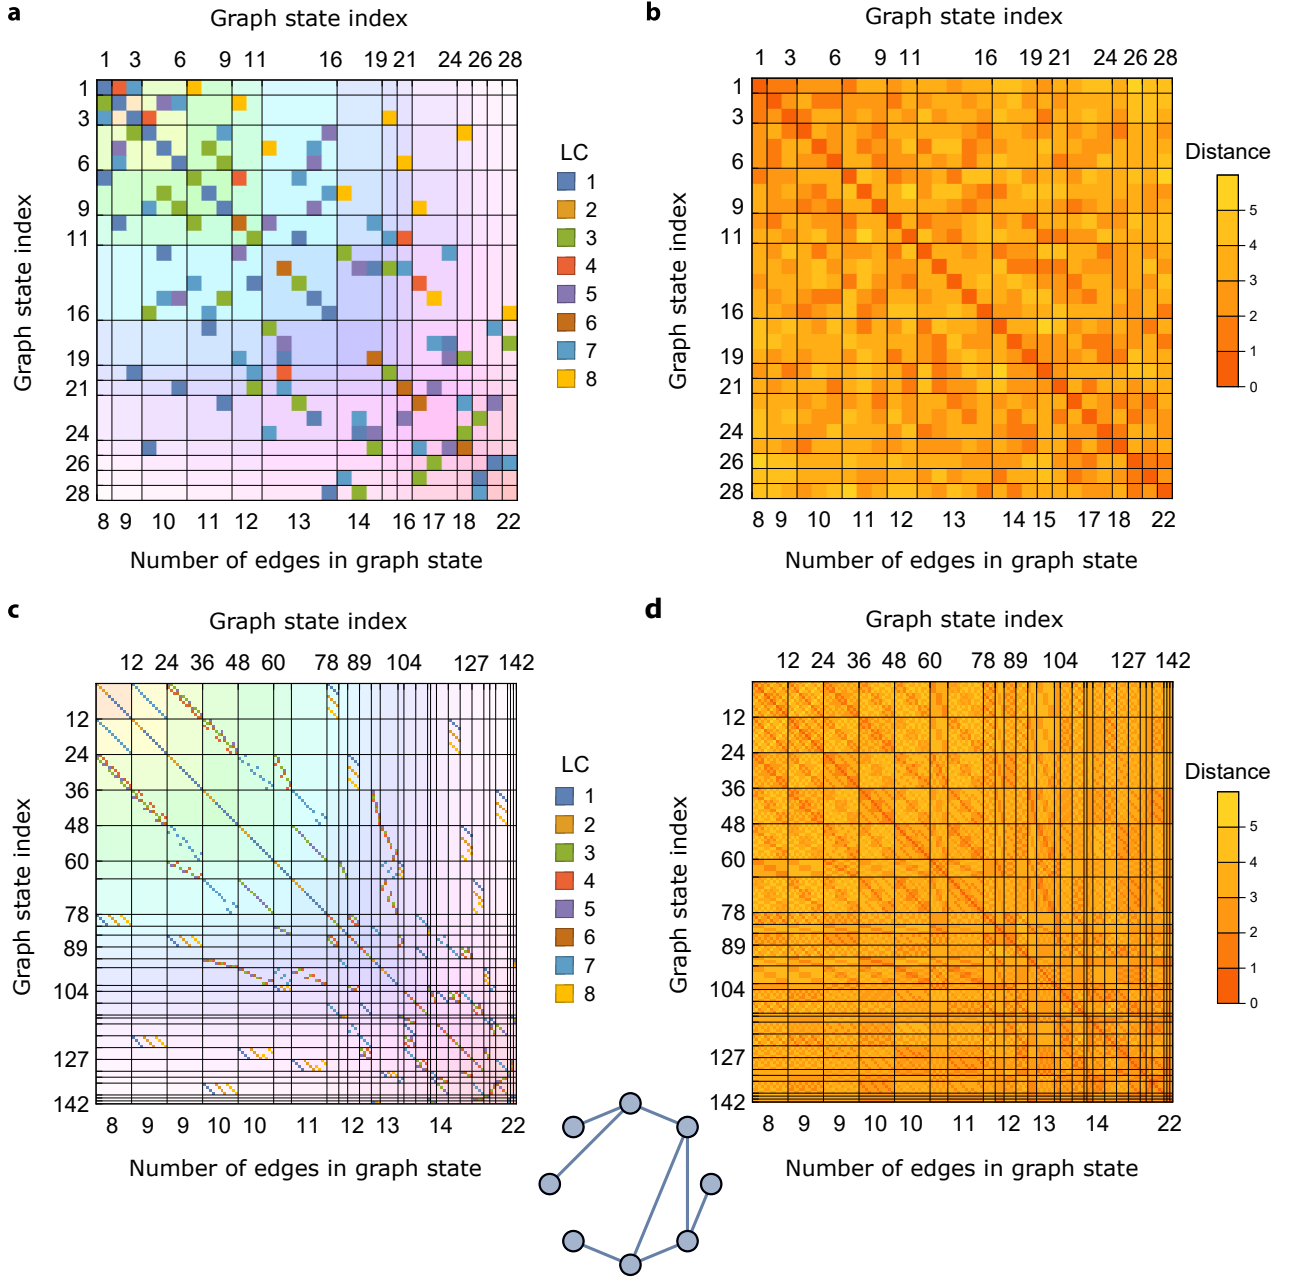 a
Graph state index
1 3 6 9 11 16 19 21 24 26 28
Graph state index
1
3
6
9
11
16
19
21
24
26
28
8 9 10 11 12 13 14 16 17 18 22
Number of edges in graph state
LC
1
2
3
4
5
6
7
8
b
Graph state index
1 3 6 9 11 16 19 21 24 26 28
Graph state index
1
3
6
9
11
16
19
21
24
26
28
8 9 10 11 12 13 14 15 17 18 22
Number of edges in graph state
Distance
5
4
3
2
1
0
c
Graph state index
12 24 36 48 60 78 89 104 127 142
Graph state index
12
24
36
48
60
78
89
104
127
142
8 9 9 10 10 11 12 13 14 22
Number of edges in graph state
LC
1
2
3
4
5
6
7
8
d
Graph state index
12 24 36 48 60 78 89 104 127 142
Graph state index
12
24
36
48
60
78
89
104
127
142
8 9 9 10 10 11 12 13 14 22
Number of edges in graph state
Distance
5
4
3
2
1
0